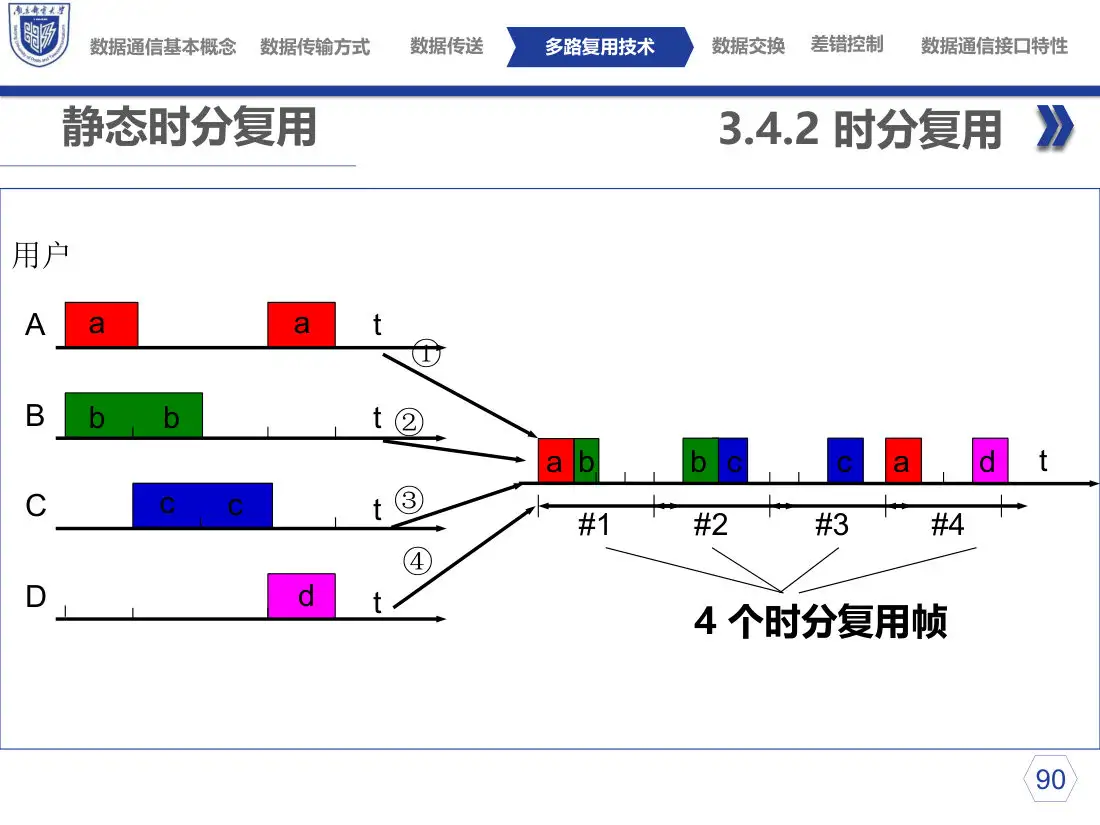 数据通信基本概念 数据传输方式 数据传送 多路复用技术 数据交换 差错控制 数据通信接口特性
静态时分复用 3.4.2 时分复用
用户
A a a t
①
B b b t ②
a b b c c a d t
C c c t ③
#1 #2 #3 #4
④
D d t
4 个时分复用帧
90